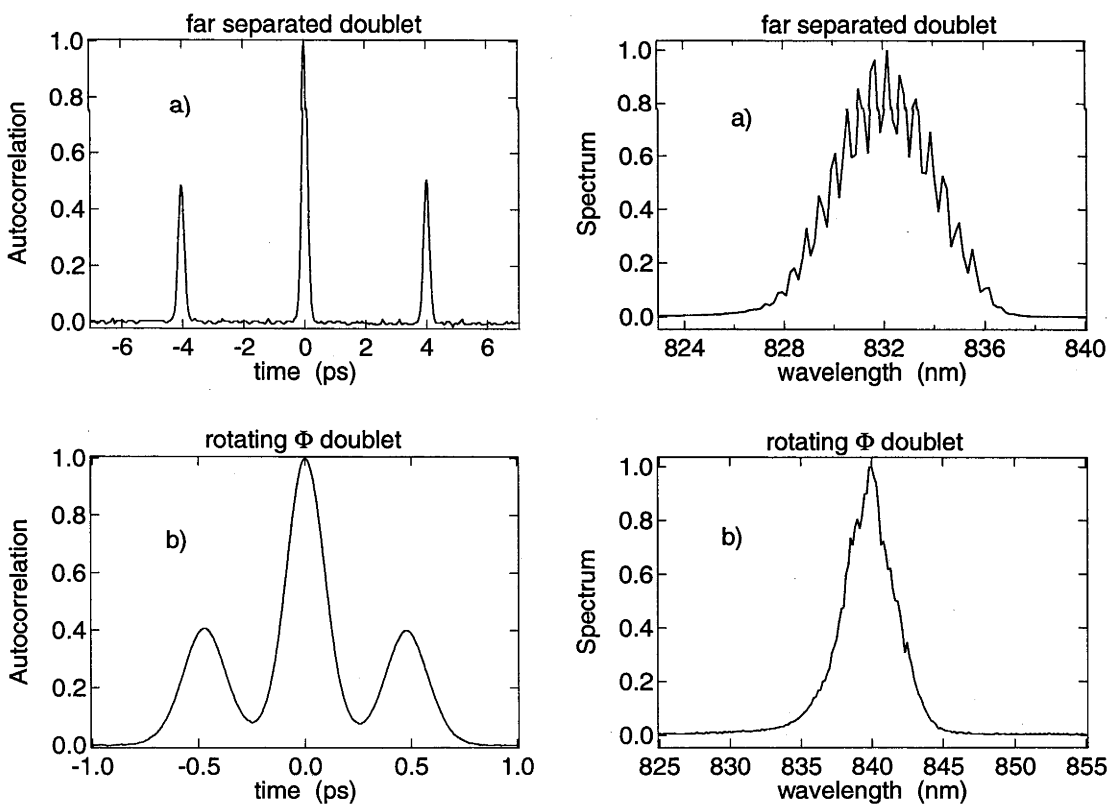 far separated doublet
1.0
0.8
0.6
0.4
0.2
0.0
Autocorrelation
a)
-6 -4 -2 0 2 4 6
time (ps)
far separated doublet
1.0
0.8
0.6
0.4
0.2
0.0
Spectrum
a)
824 828 832 836 840
wavelength (nm)
rotating Φ doublet
1.0
0.8
0.6
0.4
0.2
0.0
Autocorrelation
b)
-1.0 -0.5 0.0 0.5 1.0
time (ps)
rotating Φ doublet
1.0
0.8
0.6
0.4
0.2
0.0
Spectrum
b)
825 830 835 840 845 850 855
wavelength (nm)